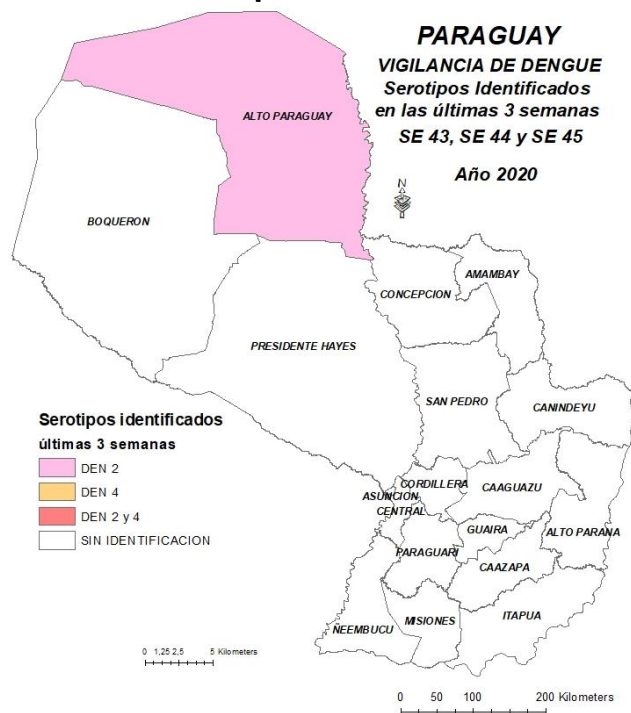 PARAGUAY
VIGILANCIA DE DENGUE
Serotipos Identificados
en las últimas 3 semanas
SE 43, SE 44 y SE 45
Año 2020
N
ALTO PARAGUAY
BOQUERON
AMAMBAY
CONCEPCION
PRESIDENTE HAYES
SAN PEDRO
CANINDEYU
Serotipos identificados
últimas 3 semanas
DEN 2
DEN 4
DEN 2 y 4
SIN IDENTIFICACION
CORDILLERA
CAAGUAZU
ASUNCION
CENTRAL
GUAIRA
ALTO PARANA
PARAGUARI
CAAZAPA
ÑEEMBUCU
MISIONES
ITAPUA
0 1,25 2,5 5 Kilometers
0 50 100 200 Kilometers